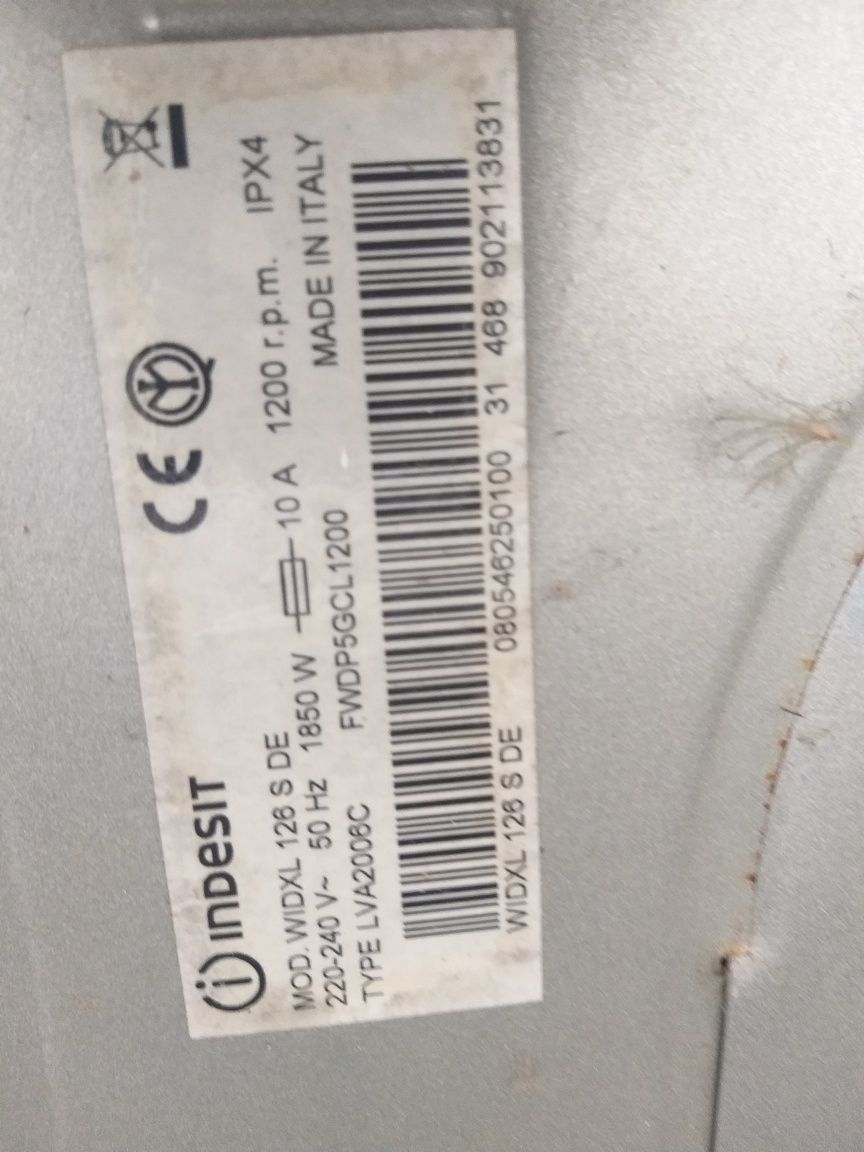 indesit
MOD. WIDXL 126 S DE
220-240 V~ 50 Hz 1850 W 10 A 1200 r.p.m. IPX4
TYPE LVA2006C FWDP5GCL1200 MADE IN ITALY
WIDXL 126 S DE 080546250100 31 468 902113831